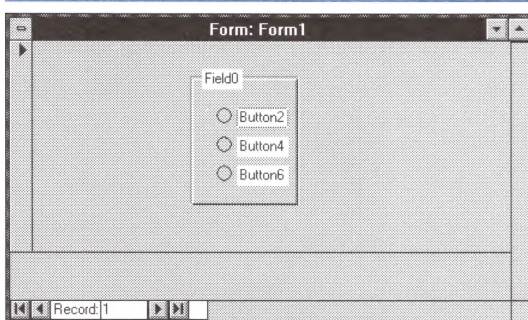 Form: Form1
Field0
Button2
Button4
Button6
Record: 1